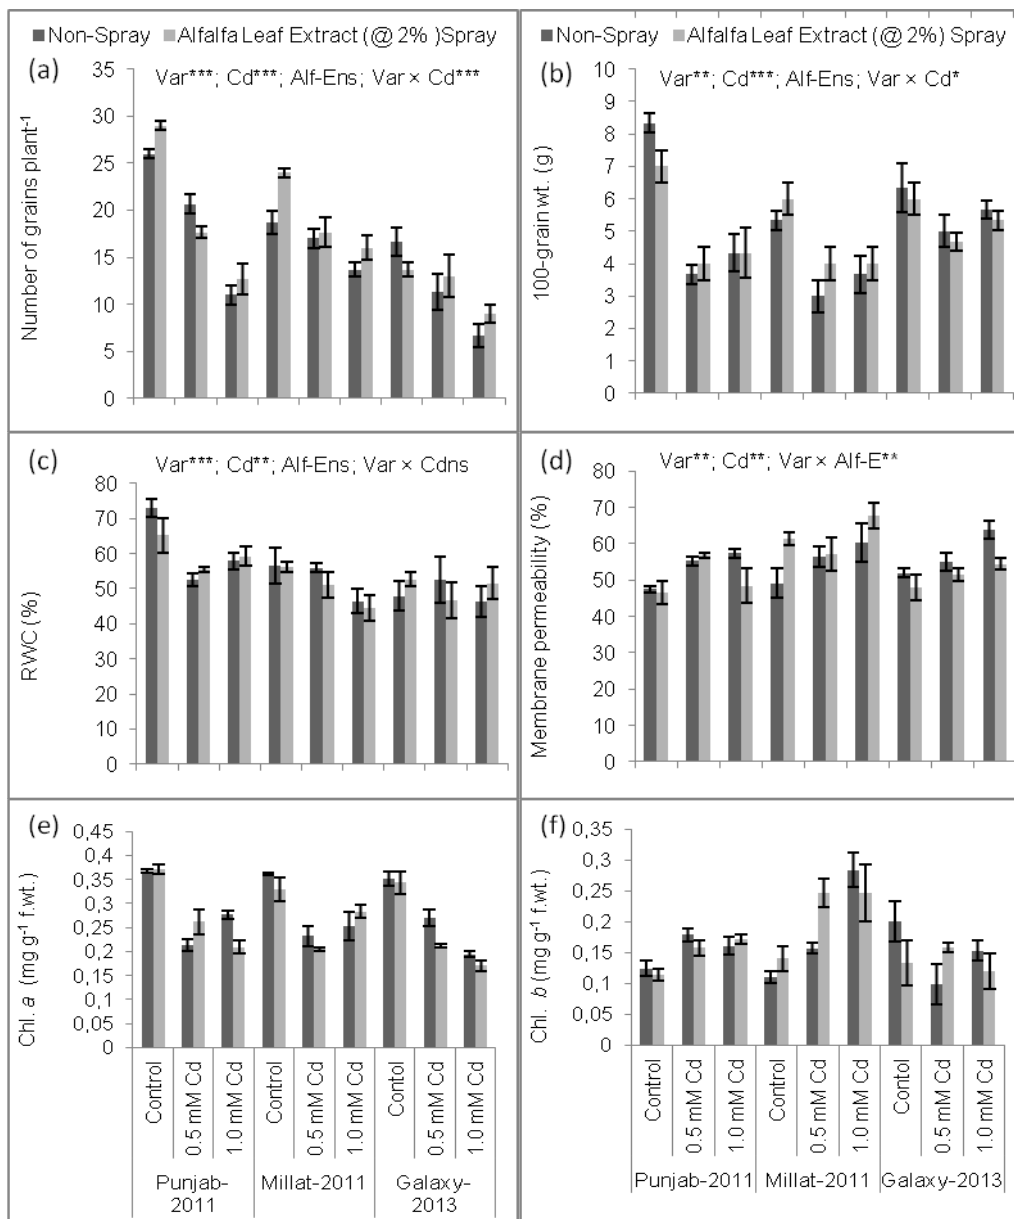 Non-Spray Alfalfa Leaf Extract (@ 2% )Spray
(a)
Var***; Cd***; Alf-Ens; Var × Cd***
Number of grains plant-1
35
30
25
20
15
10
5
0
Non-Spray Alfalfa Leaf Extract (@ 2%) Spray
(b)
Var**; Cd***; Alf-Ens; Var × Cd*
100-grain wt. (g)
10
9
8
7
6
5
4
3
2
1
0
(c)
Var***; Cd**; Alf-Ens; Var × Cdns
RWC (%)
80
70
60
50
40
30
20
10
0
(d)
Var**; Cd**; Var × Alf-E**
Membrane permeability (%)
80
70
60
50
40
30
20
10
0
(e)
Chl. a (mg g-1 f.wt.)
0,45
0,4
0,35
0,3
0,25
0,2
0,15
0,1
0,05
0
Control
0.5 mM Cd
1.0 mM Cd
Control
0.5 mM Cd
1.0 mM Cd
Contol
0.5 mM Cd
1.0 mM Cd
Punjab-
2011
Millat-2011
Galaxy-
2013
(f)
Chl. b (mg g-1 f.wt.)
0,35
0,3
0,25
0,2
0,15
0,1
0,05
0
Control
0.5 mM Cd
1.0 mM Cd
Control
0.5 mM Cd
1.0 mM Cd
Contol
0.5 mM Cd
1.0 mM Cd
Punjab-2011
Millat-2011
Galaxy-2013